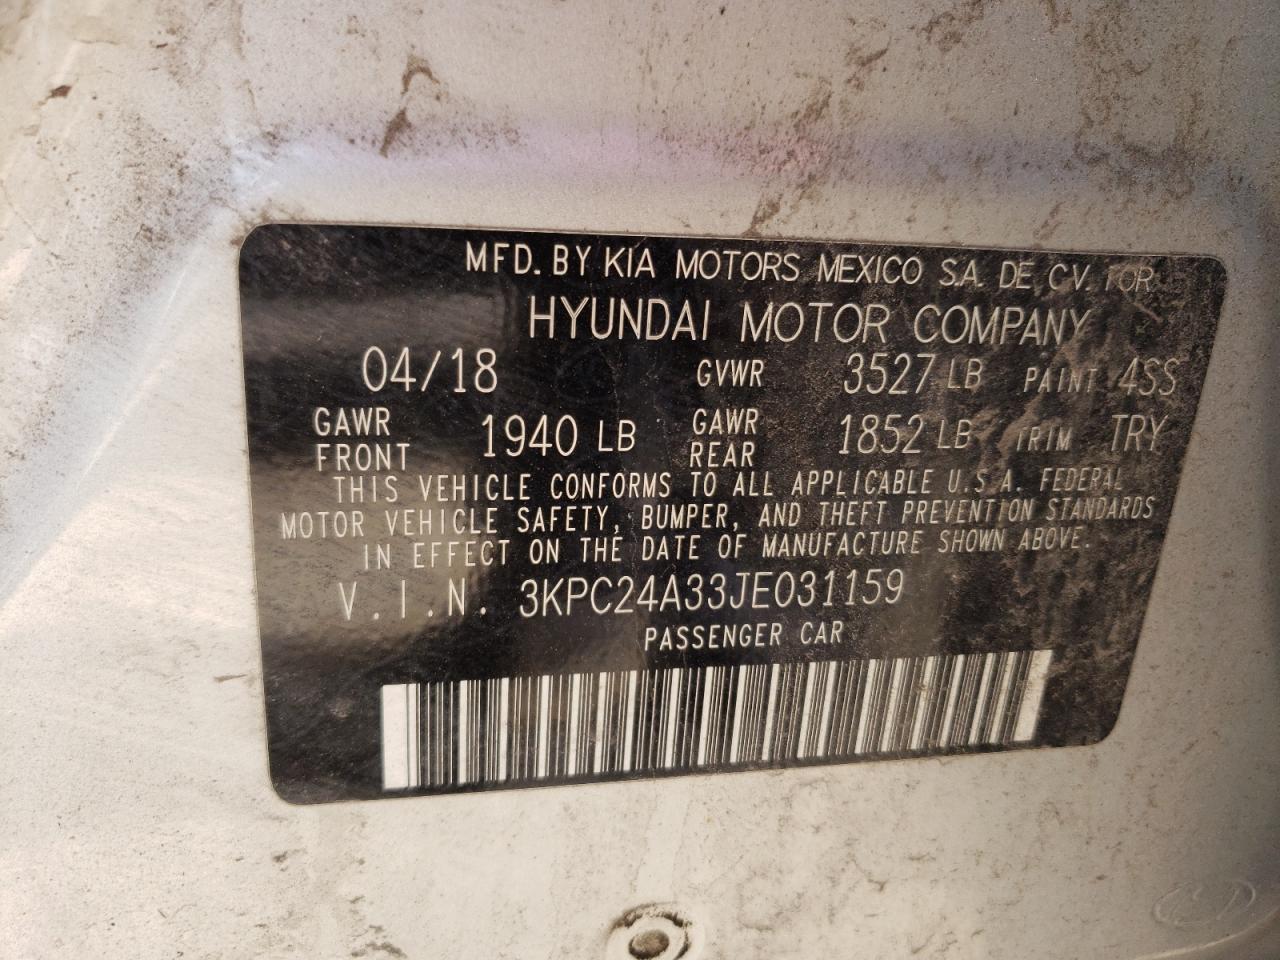 MFD. BY KIA MOTORS MEXICO S.A. DE C.V. FOR
HYUNDAI MOTOR COMPANY
04/18 GVWR 3527 LB PAINT 4SS
GAWR FRONT 1940 LB GAWR REAR 1852 LB TRIM TRY
THIS VEHICLE CONFORMS TO ALL APPLICABLE U.S.A. FEDERAL
MOTOR VEHICLE SAFETY, BUMPER, AND THEFT PREVENTION STANDARDS
IN EFFECT ON THE DATE OF MANUFACTURE SHOWN ABOVE.
V.I.N. 3KPC24A33JE031159
PASSENGER CAR